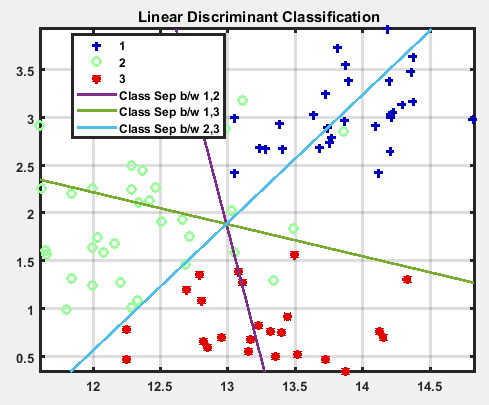 Linear Discriminant Classification
1
2
3
Class Sep b/w 1,2
Class Sep b/w 1,3
Class Sep b/w 2,3
3.5
3
2.5
2
1.5
1
0.5
12 12.5 13 13.5 14 14.5